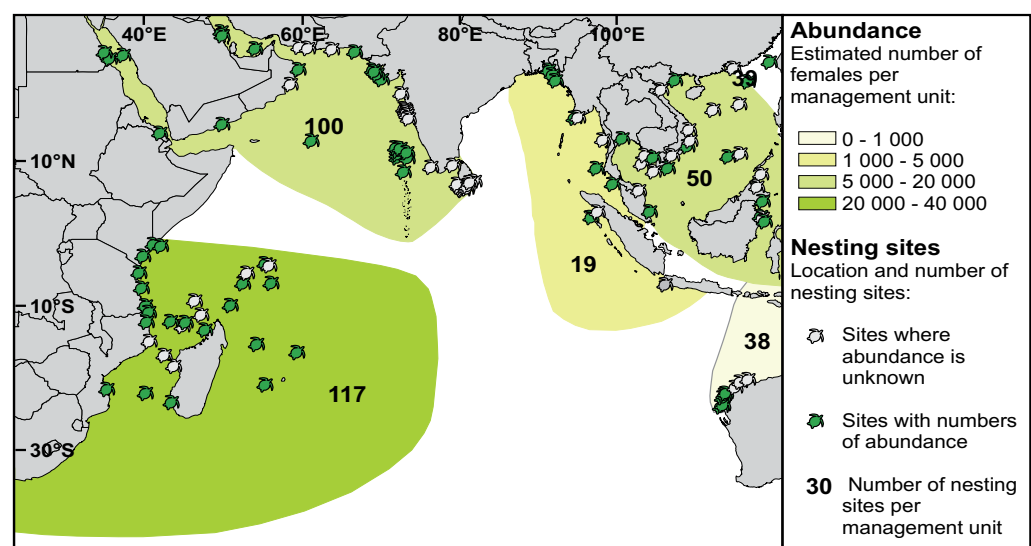 40°E
60°E
80°E
100°E
39
100
10°N
50
19
10°S
38
117
30°S
Abundance
Estimated number of
females per
management unit:
0 - 1 000
1 000 - 5 000
5 000 - 20 000
20 000 - 40 000
Nesting sites
Location and number of
nesting sites:
Sites where
abundance is
unknown
Sites with numbers
of abundance
30 Number of nesting
sites per
management unit